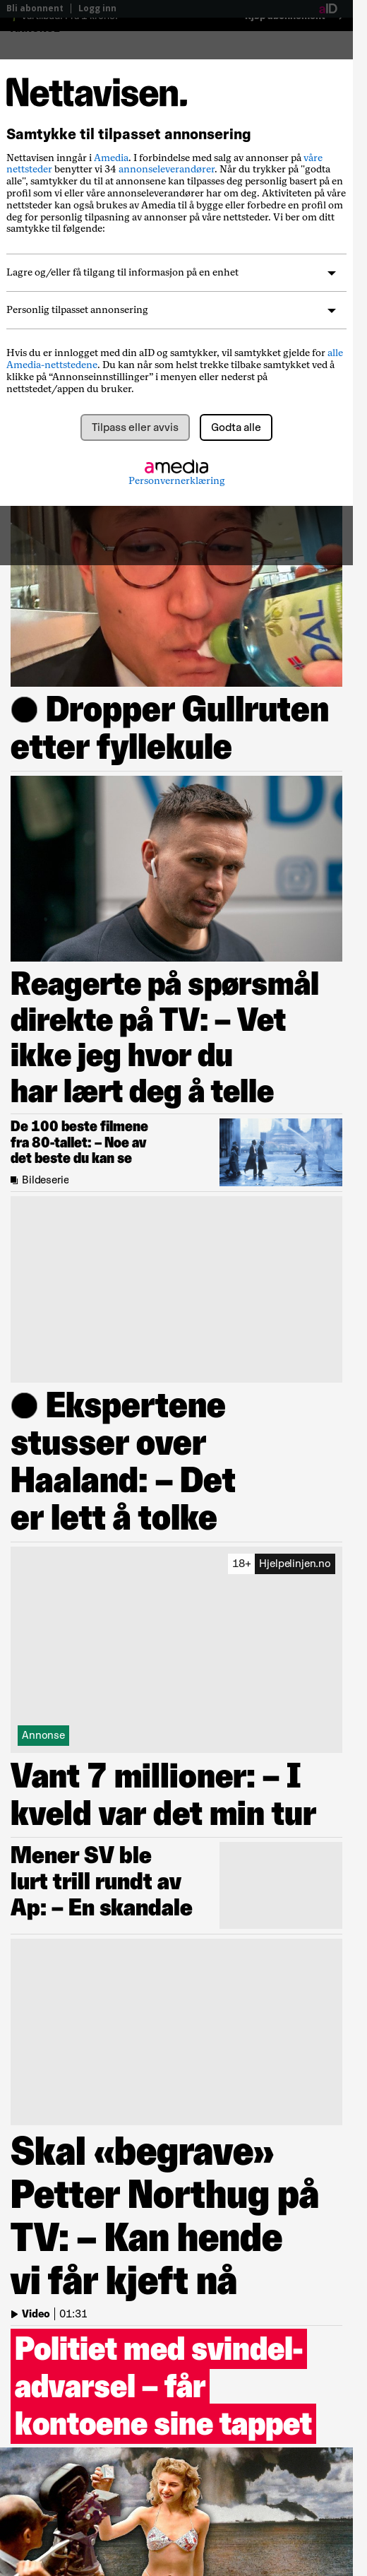 Bli abonnent | Logg inn
aID
Nettavisen.
Samtykke til tilpasset annonsering
Nettavisen inngår i Amedia. I forbindelse med salg av annonser på våre
nettsteder benytter vi 34 annonseleverandører. Når du trykker på "godta
alle", samtykker du til at annonsene kan tilpasses deg personlig basert på en
profil som vi eller våre annonseleverandører har om deg. Aktiviteten på våre
nettsteder kan også brukes av Amedia til å bygge eller forbedre en profil om
deg for personlig tilpasning av annonser på våre nettsteder. Vi ber om ditt
samtykke til følgende:
Lagre og/eller få tilgang til informasjon på en enhet
Personlig tilpasset annonsering
Hvis du er innlogget med din aID og samtykker, vil samtykket gjelde for alle
Amedia-nettstedene. Du kan når som helst trekke tilbake samtykket ved å
klikke på “Annonseinnstillinger” i menyen eller nederst på
nettstedet/appen du bruker.
Tilpass eller avvis
Godta alle
amedia
Personvernerklæring
DAL
Dropper Gullruten
etter fyllekule
Reagerte på spørsmål
direkte på TV: – Vet
ikke jeg hvor du
har lært deg å telle
De 100 beste filmene
fra 80-tallet: – Noe av
det beste du kan se
Bildeserie
Ekspertene
stusser over
Haaland: – Det
er lett å tolke
18+ Hjelpelinjen.no
Annonse
Vant 7 millioner: – I
kveld var det min tur
Mener SV ble
lurt trill rundt av
Ap: – En skandale
Skal «begrave»
Petter Northug på
TV: – Kan hende
vi får kjeft nå
Video | 01:31
Politiet med svindel-
advarsel – får
kontoene sine tappet